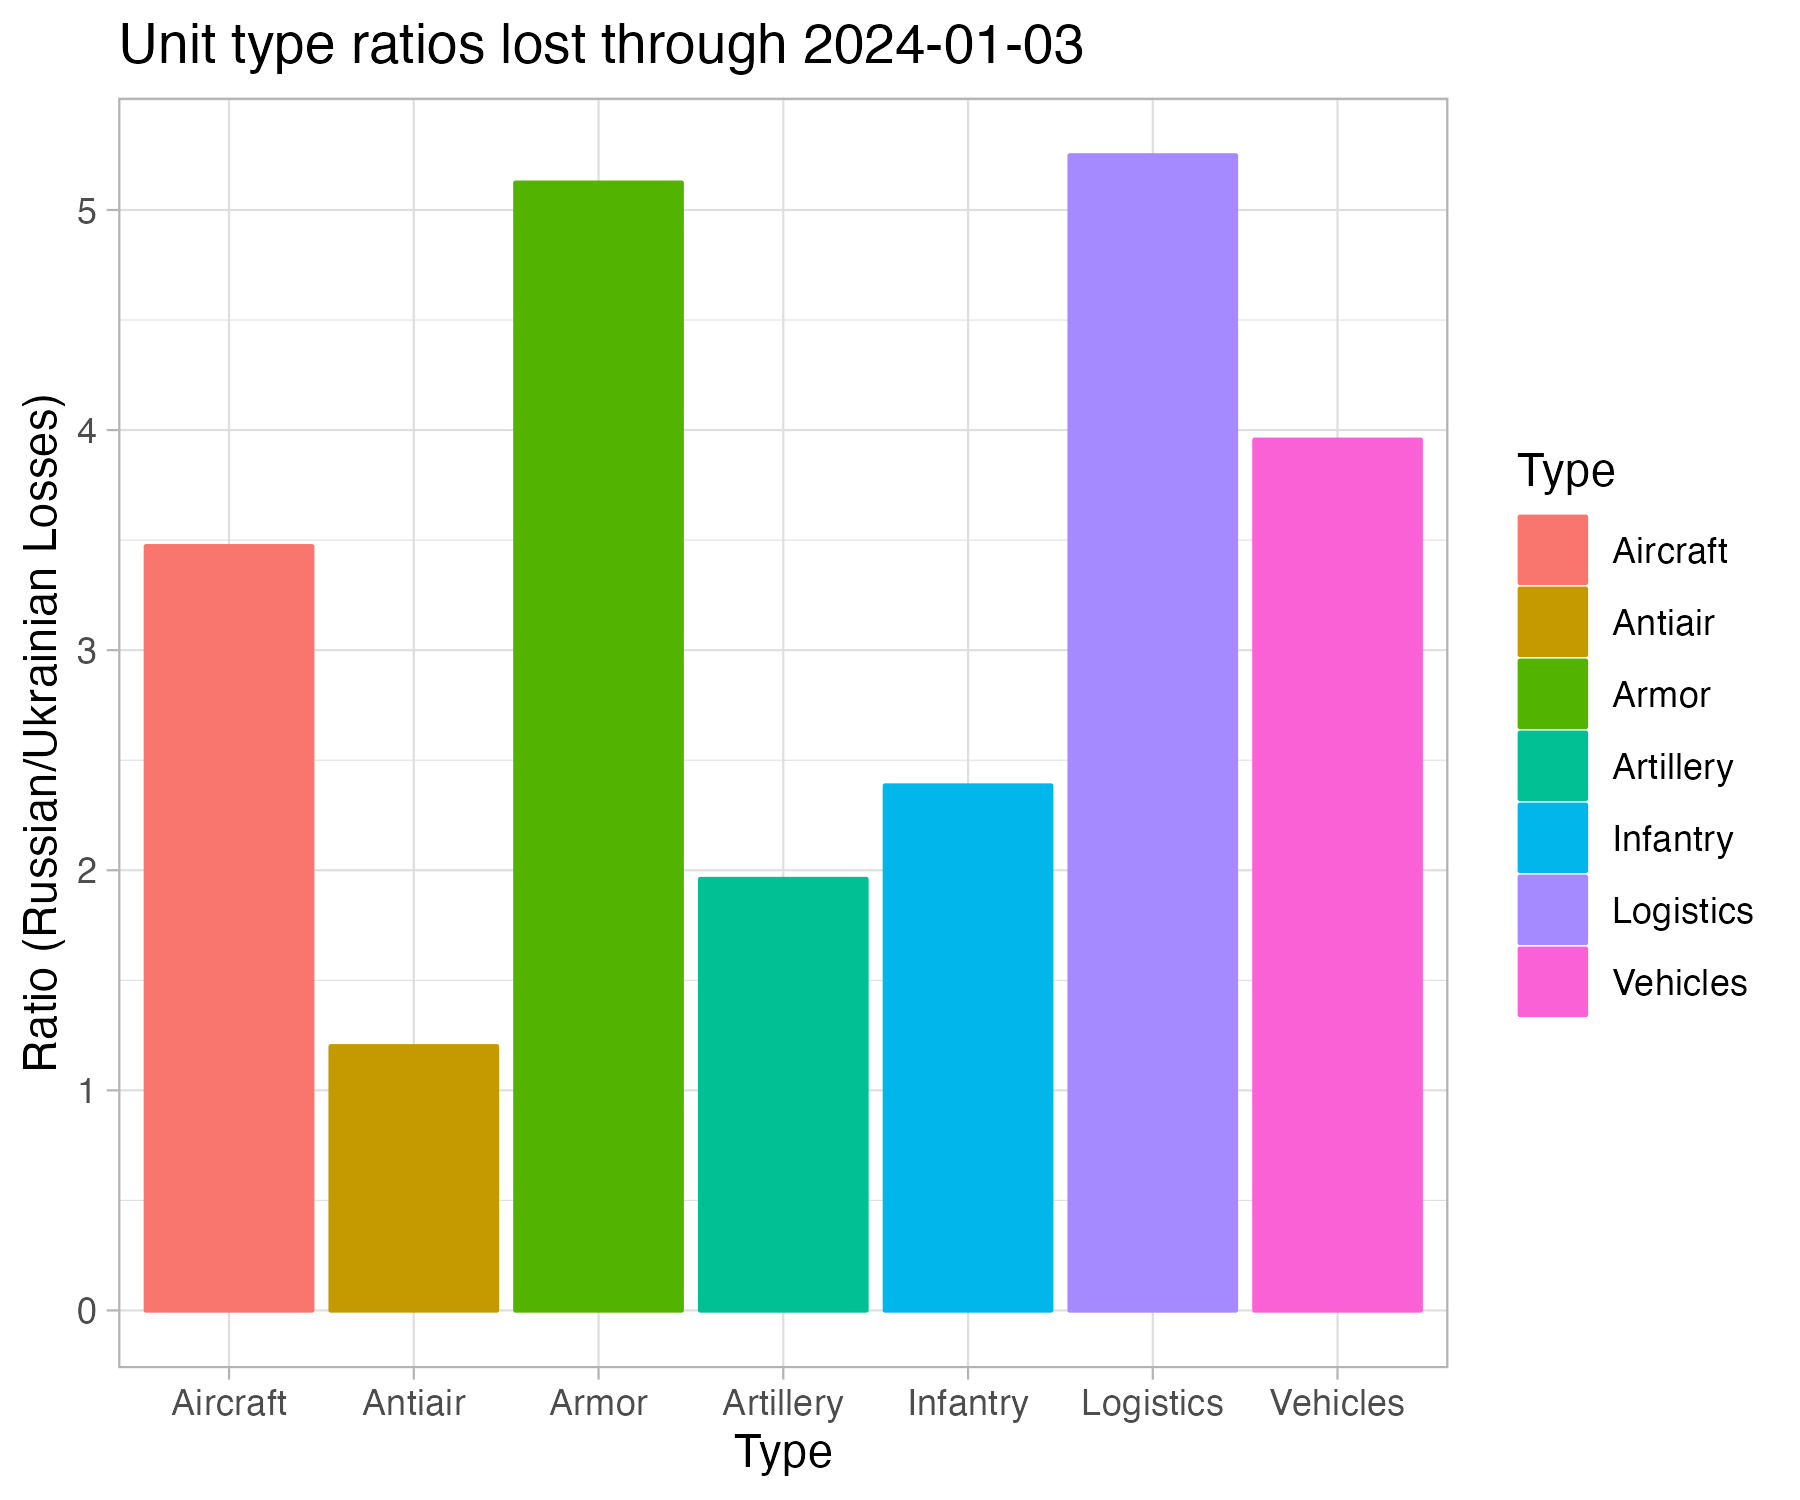 Unit type ratios lost through 2024-01-03
Ratio (Russian/Ukrainian Losses)
5
4
3
2
1
0
Aircraft Antiair Armor Artillery Infantry Logistics Vehicles
Type
Type
Aircraft
Antiair
Armor
Artillery
Infantry
Logistics
Vehicles